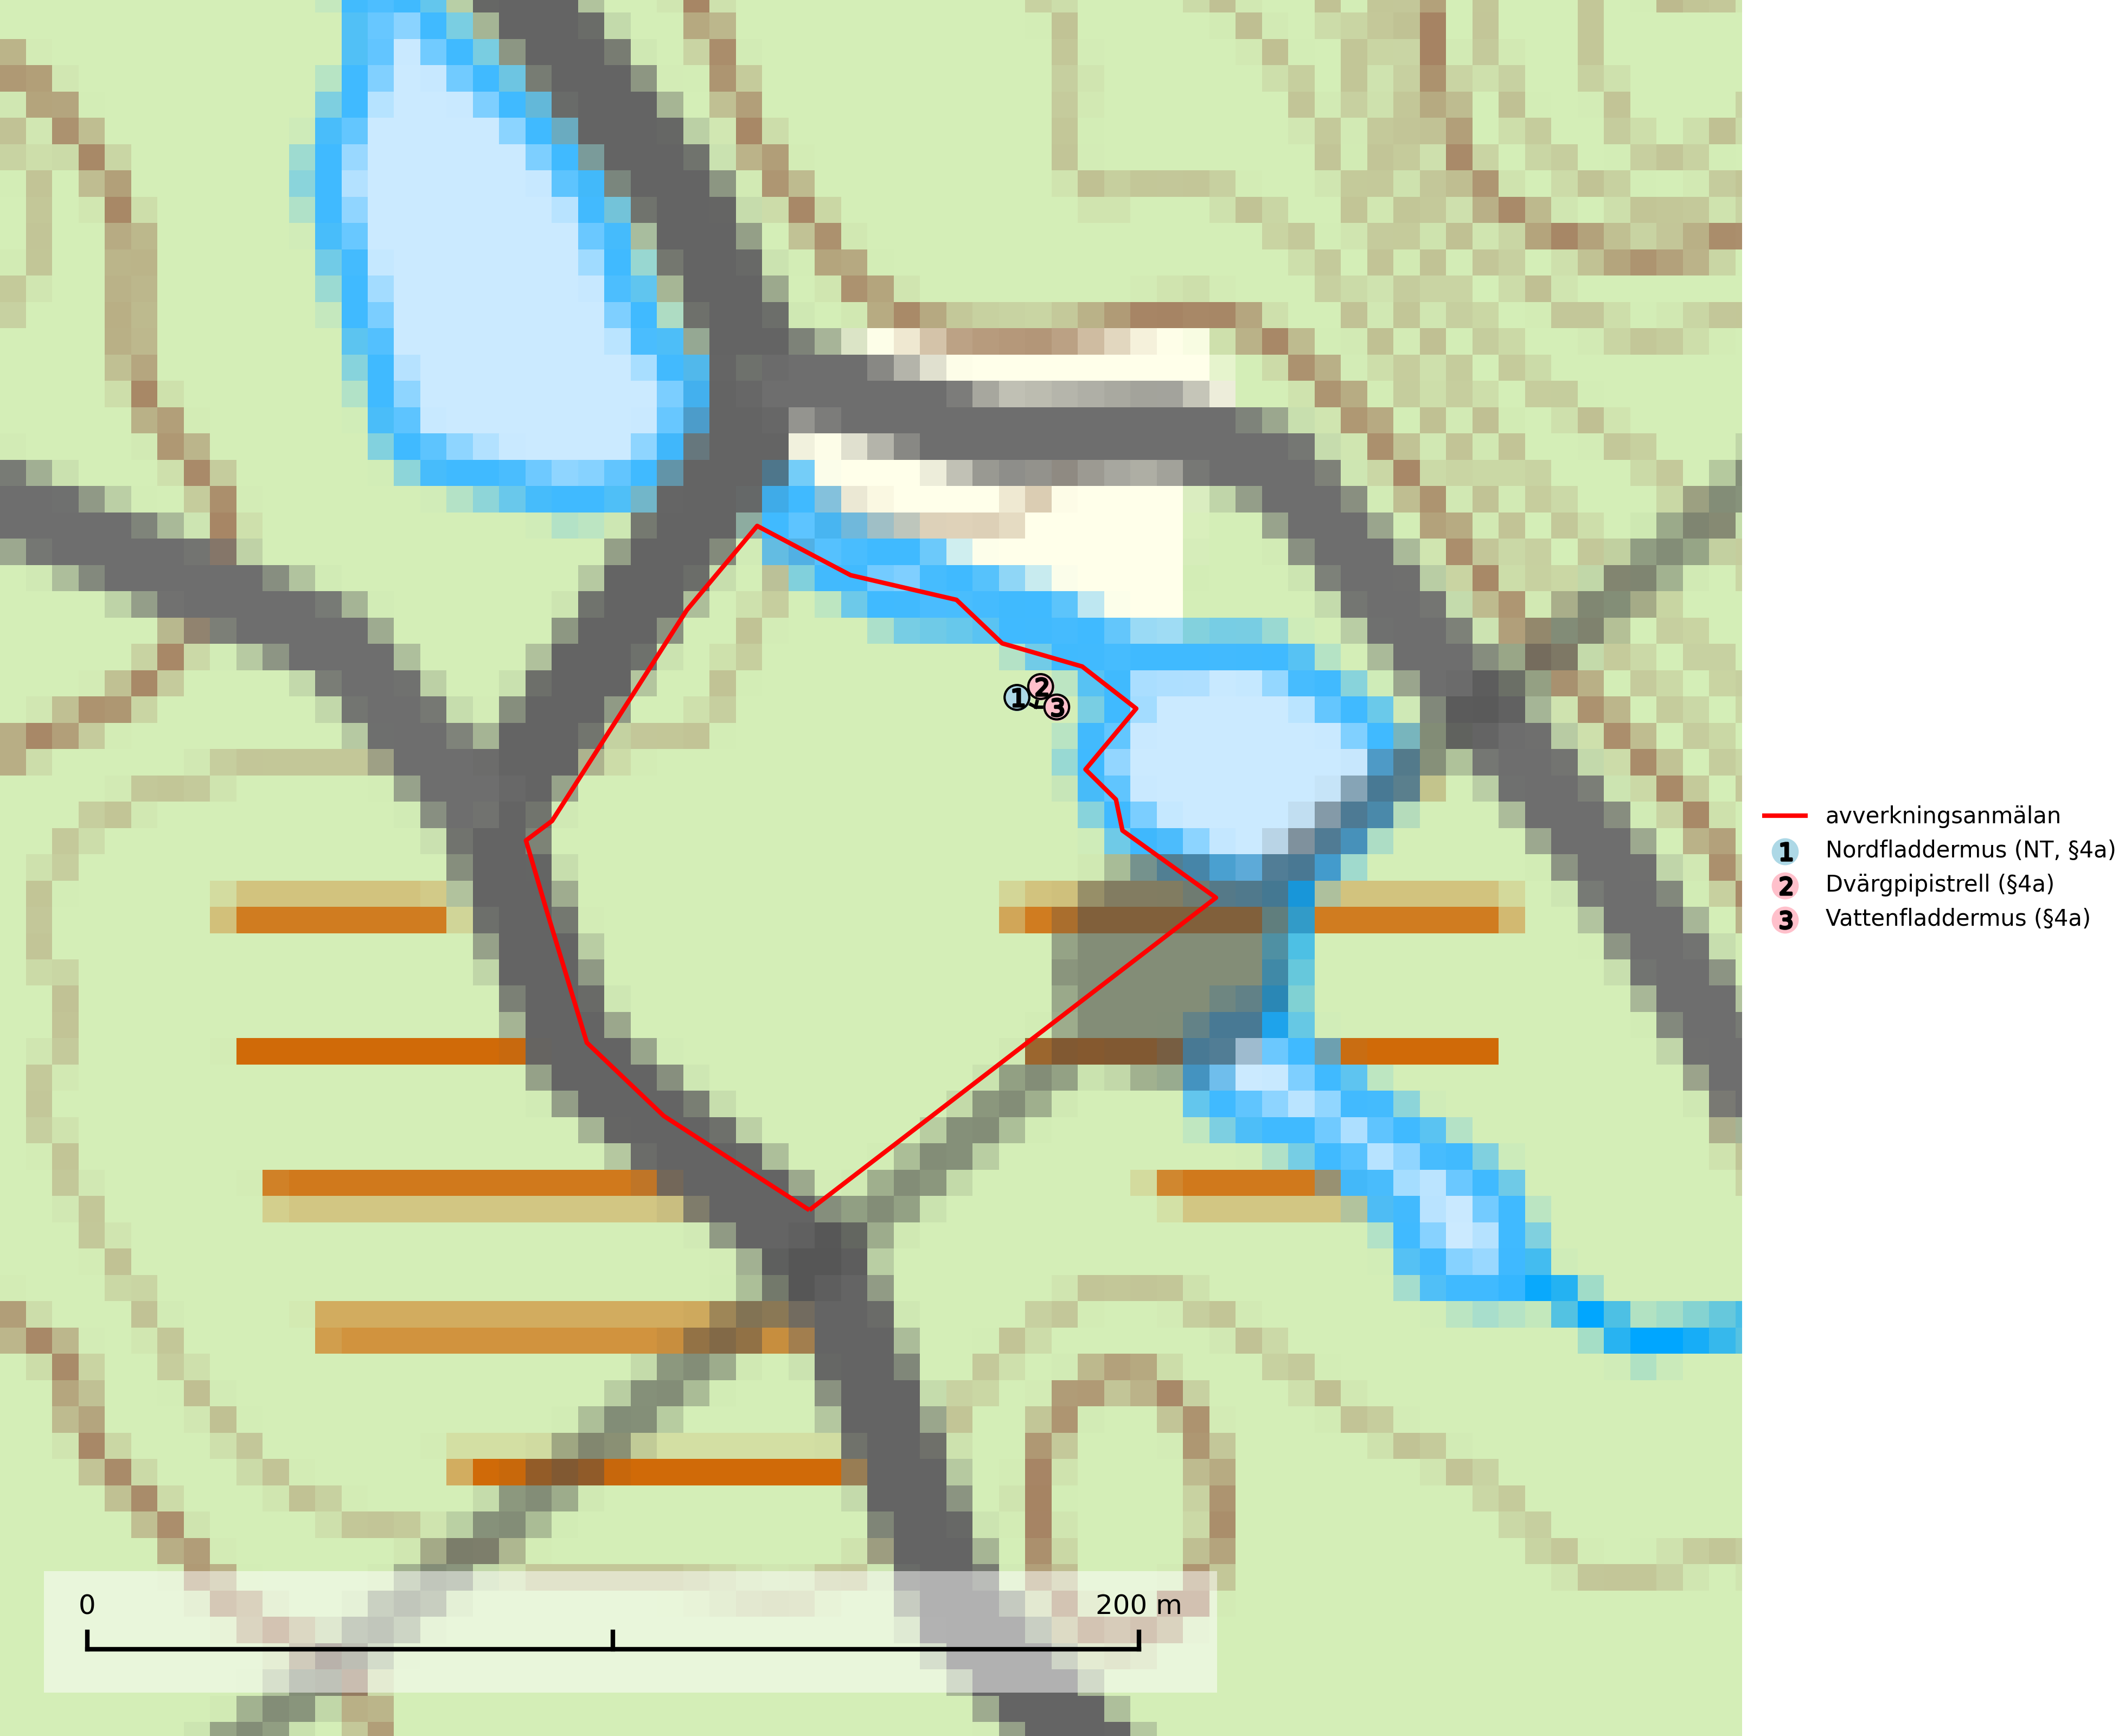 2
1
3
avverkningsanmälan
1 Nordfladdermus (NT, §4a)
2 Dvärgpipistrell (§4a)
3 Vattenfladdermus (§4a)
0 200 m